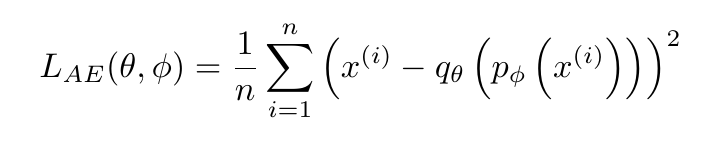 $L_{AE}(\theta, \phi) = \frac{1}{n} \sum_{i=1}^{n} \left( x^{(i)} - q_{\theta} \left( p_{\phi} \left( x^{(i)} \right) \right) \right)^2$